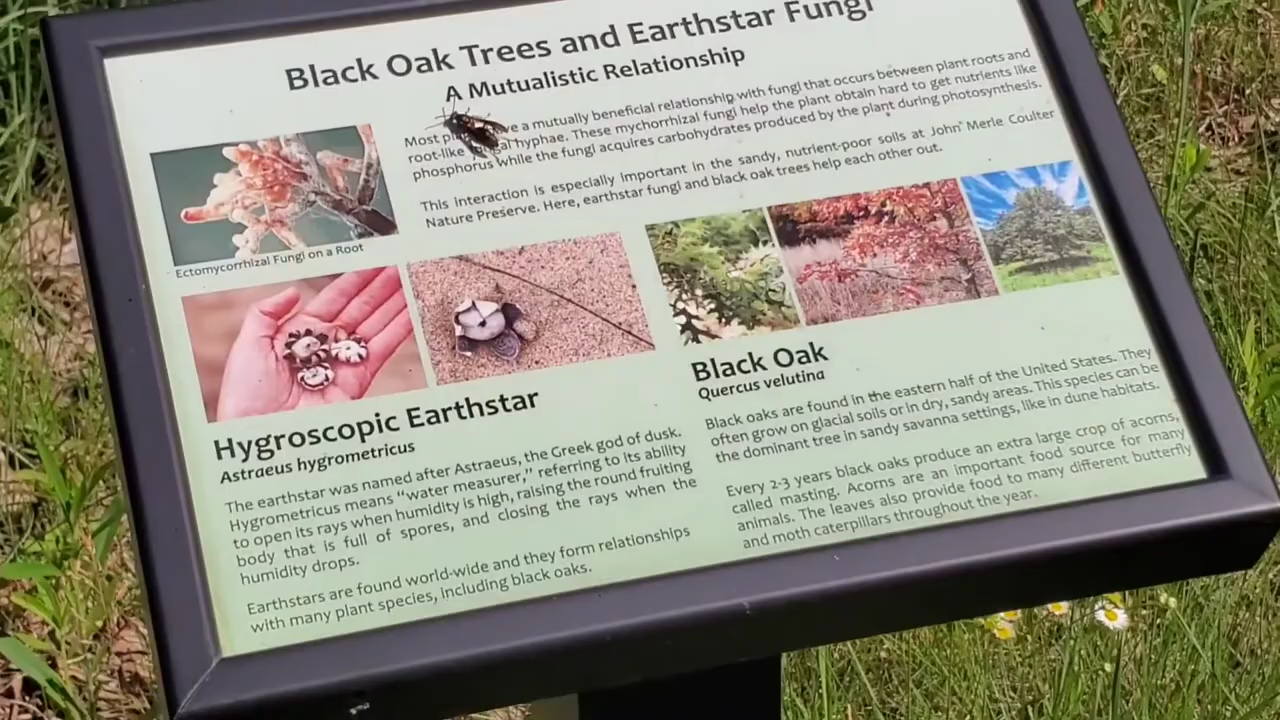 Black Oak Trees and Earthstar Fungi
A Mutualistic Relationship
Most e a mutually beneficial relationship with fungi that occurs between plant roots and
root-like hyphae. These mychorrhizal fungi help the plant obtain hard to get nutrients like
phosphorus while the fungi acquires carbohydrates produced by the plant during photosynthesis.
This interaction is especially important in the sandy, nutrient-poor soils at John Merle Coulter
Nature Preserve. Here, earthstar fungi and black oak trees help each other out.
Ectomycorrhizal Fungi on a Root
Hygroscopic Earthstar
Astraeus hygrometricus
The earthstar was named after Astraeus, the Greek god of dusk.
Hygrometricus means “water measurer,” referring to its ability
to open its rays when humidity is high, raising the round fruiting
body that is full of spores, and closing the rays when the
humidity drops.
Earthstars are found world-wide and they form relationships
with many plant species, including black oaks.
Black Oak
Quercus velutina
Black oaks are found in the eastern half of the United States. They
often grow on glacial soils or in dry, sandy areas. This species can be
the dominant tree in sandy savanna settings, like in dune habitats.
Every 2-3 years black oaks produce an extra large crop of acorns,
called masting. Acorns are an important food source for many
animals. The leaves also provide food to many different butterfly
and moth caterpillars throughout the year.